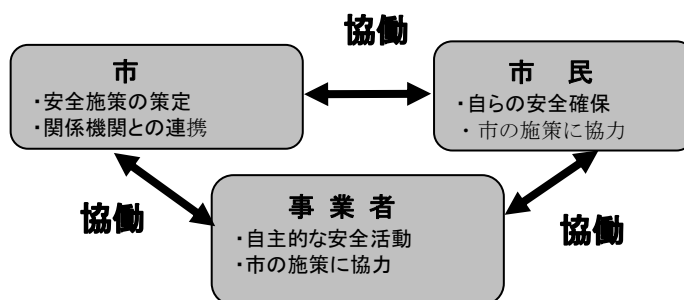 協働
市
・安全施策の策定
・関係機関との連携
市 民
・自らの安全確保
・市の施策に協力
事 業 者
・自主的な安全活動
・市の施策に協力
協働
協働